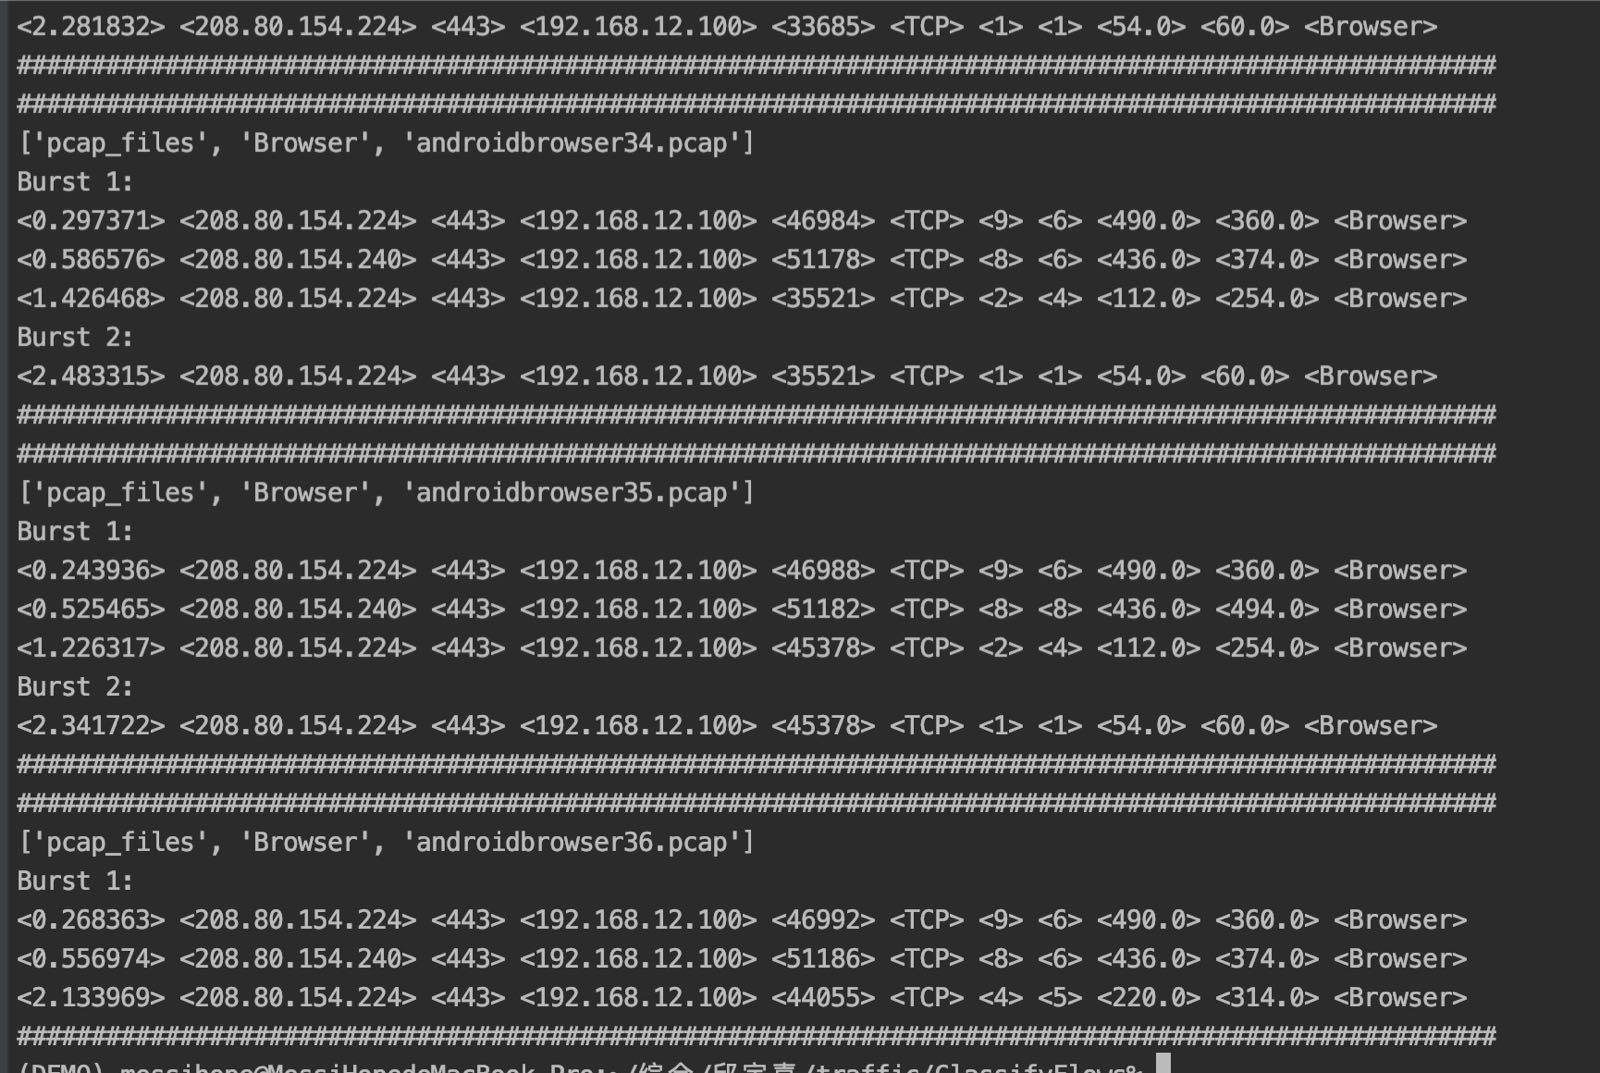 <2.281832> <208.80.154.224> <443> <192.168.12.100> <33685> <TCP> <1> <1> <54.0> <60.0> <Browser>
####################################################################################################
####################################################################################################
['pcap_files', 'Browser', 'androidbrowser34.pcap']
Burst 1:
<0.297371> <208.80.154.224> <443> <192.168.12.100> <46984> <TCP> <9> <6> <490.0> <360.0> <Browser>
<0.586576> <208.80.154.240> <443> <192.168.12.100> <51178> <TCP> <8> <6> <436.0> <374.0> <Browser>
<1.426468> <208.80.154.224> <443> <192.168.12.100> <35521> <TCP> <2> <4> <112.0> <254.0> <Browser>
Burst 2:
<2.483315> <208.80.154.224> <443> <192.168.12.100> <35521> <TCP> <1> <1> <54.0> <60.0> <Browser>
####################################################################################################
####################################################################################################
['pcap_files', 'Browser', 'androidbrowser35.pcap']
Burst 1:
<0.243936> <208.80.154.224> <443> <192.168.12.100> <46988> <TCP> <9> <6> <490.0> <360.0> <Browser>
<0.525465> <208.80.154.240> <443> <192.168.12.100> <51182> <TCP> <8> <8> <436.0> <494.0> <Browser>
<1.226317> <208.80.154.224> <443> <192.168.12.100> <45378> <TCP> <2> <4> <112.0> <254.0> <Browser>
Burst 2:
<2.341722> <208.80.154.224> <443> <192.168.12.100> <45378> <TCP> <1> <1> <54.0> <60.0> <Browser>
####################################################################################################
####################################################################################################
['pcap_files', 'Browser', 'androidbrowser36.pcap']
Burst 1:
<0.268363> <208.80.154.224> <443> <192.168.12.100> <46992> <TCP> <9> <6> <490.0> <360.0> <Browser>
<0.556974> <208.80.154.240> <443> <192.168.12.100> <51186> <TCP> <8> <6> <436.0> <374.0> <Browser>
<2.133969> <208.80.154.224> <443> <192.168.12.100> <44055> <TCP> <4> <5> <220.0> <314.0> <Browser>
####################################################################################################
(DEMO)